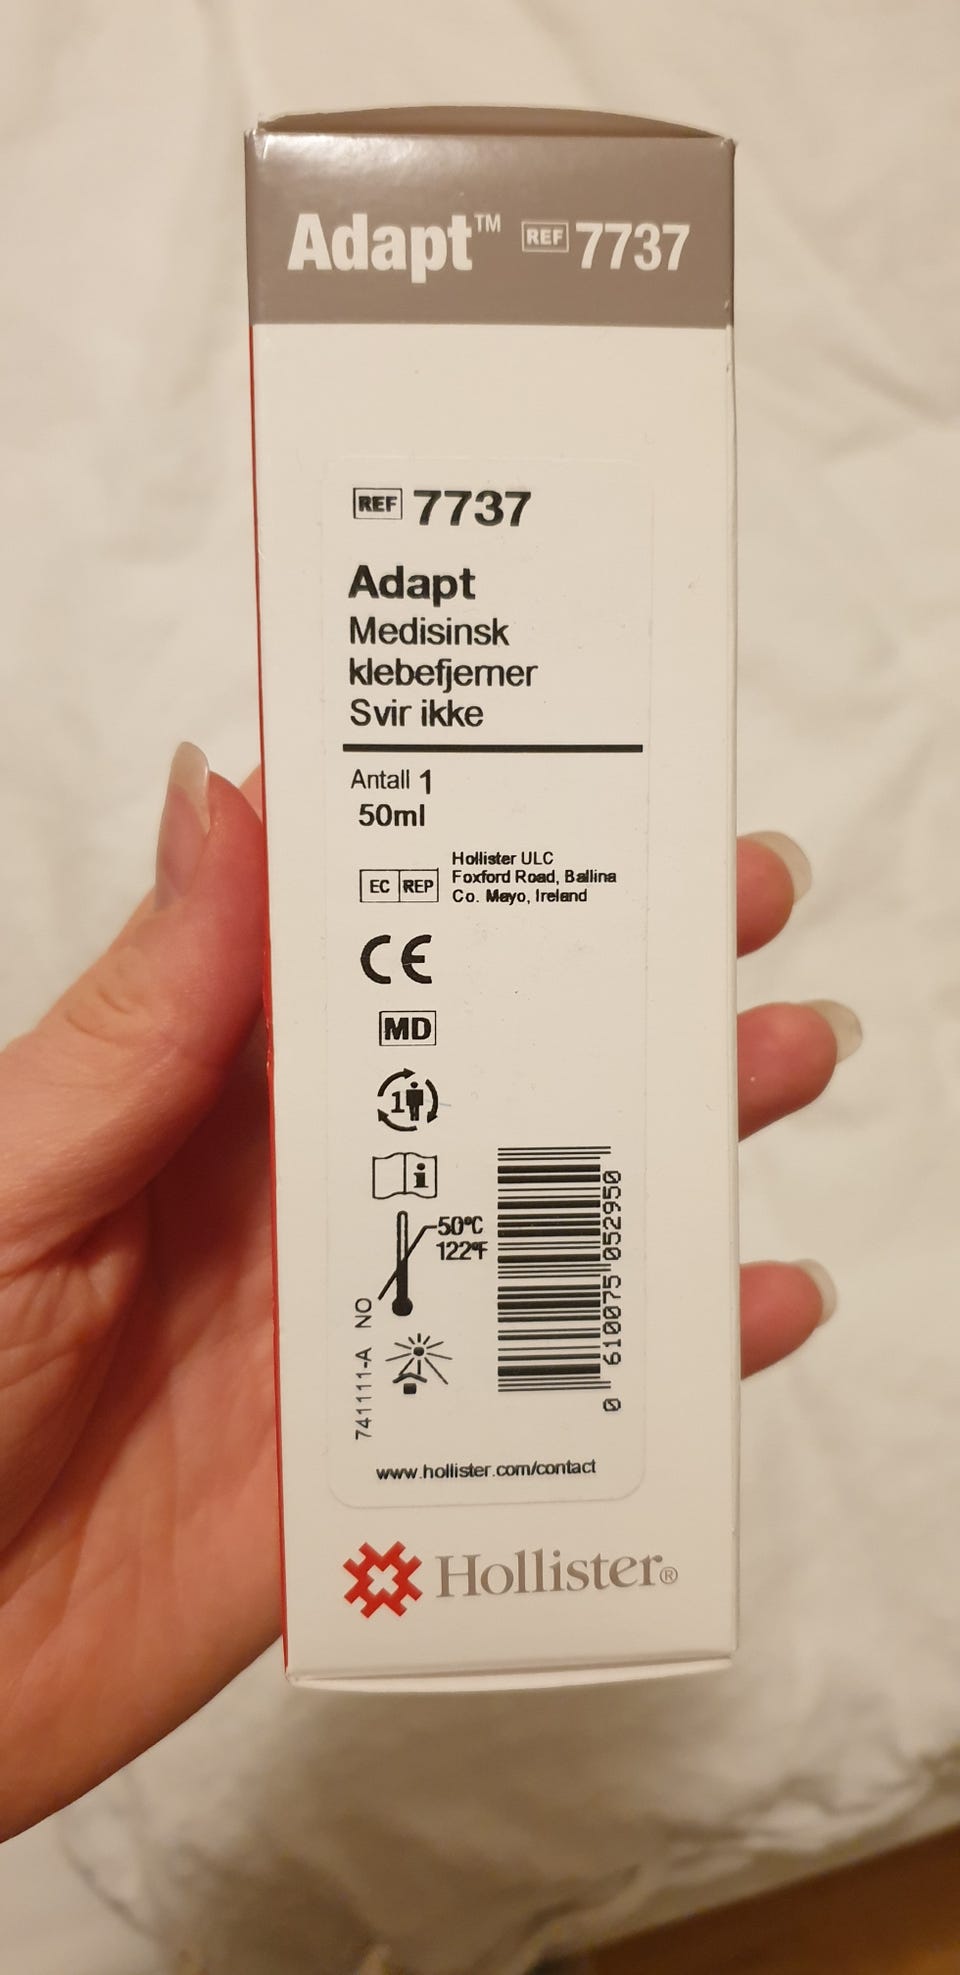 Adapt™ REF 7737
REF 7737
Adapt
Medisinsk
klebefjerner
Svir ikke
Antall 1
50ml
EC REP
Hollister ULC
Foxford Road, Ballina
Co. Mayo, Ireland
CE
MD
1
i
50°C
122°F
741111-A NO
0 610075 052950
www.hollister.com/contact
Hollister®